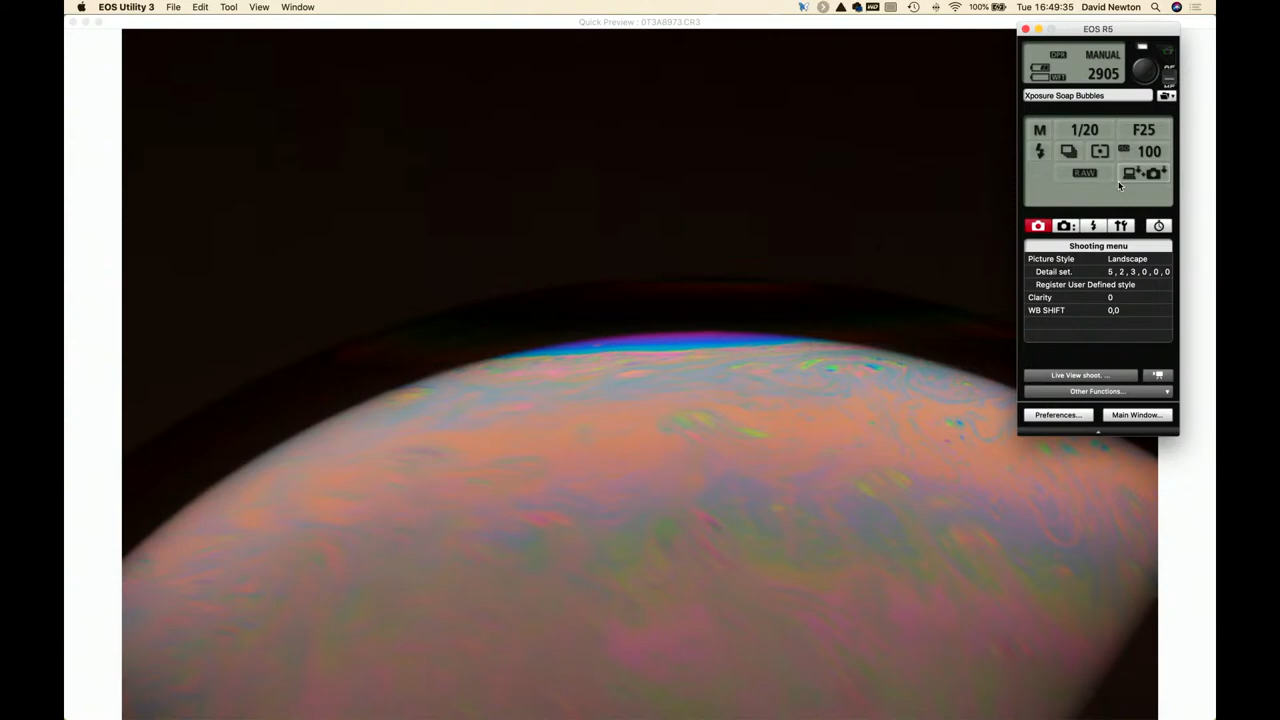 EOS Utility 3 File Edit Tool View Window WD 100% Tue 16:49:35 David Newton
Quick Preview : 0T3A8973.CR3
EOS R5
DPR MANUAL
WFT 2905
Xposure Soap Bubbles
M 1/20 F25
ISO 100
RAW
Shooting menu
Picture Style Landscape
Detail set. 5 , 2 , 3 , 0 , 0 , 0
Register User Defined style
Clarity 0
WB SHIFT 0,0
Live View shoot. ...
Other Functions...
Preferences... Main Window...